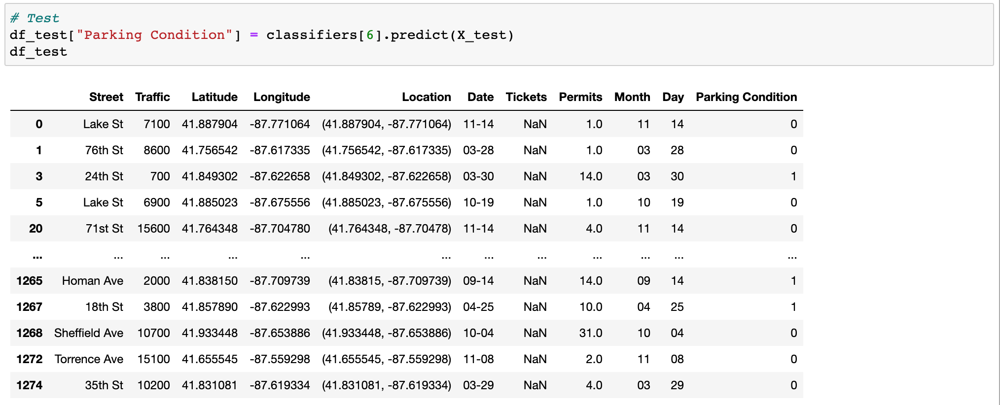 # Test
df_test["Parking Condition"] = classifiers[6].predict(X_test)
df_test
Street Traffic Latitude Longitude Location Date Tickets Permits Month Day Parking Condition
0 Lake St 7100 41.887904 -87.771064 (41.887904, -87.771064) 11-14 NaN 1.0 11 14 0
1 76th St 8600 41.756542 -87.617335 (41.756542, -87.617335) 03-28 NaN 1.0 03 28 0
3 24th St 700 41.849302 -87.622658 (41.849302, -87.622658) 03-30 NaN 14.0 03 30 1
5 Lake St 6900 41.885023 -87.675556 (41.885023, -87.675556) 10-19 NaN 1.0 10 19 0
20 71st St 15600 41.764348 -87.704780 (41.764348, -87.70478) 11-14 NaN 4.0 11 14 0
... ... ... ... ... ... ... ... ... ... ... ...
1265 Homan Ave 2000 41.838150 -87.709739 (41.83815, -87.709739) 09-14 NaN 14.0 09 14 1
1267 18th St 3800 41.857890 -87.622993 (41.85789, -87.622993) 04-25 NaN 10.0 04 25 1
1268 Sheffield Ave 10700 41.933448 -87.653886 (41.933448, -87.653886) 10-04 NaN 31.0 10 04 0
1272 Torrence Ave 15100 41.655545 -87.559298 (41.655545, -87.559298) 11-08 NaN 2.0 11 08 0
1274 35th St 10200 41.831081 -87.619334 (41.831081, -87.619334) 03-29 NaN 4.0 03 29 0